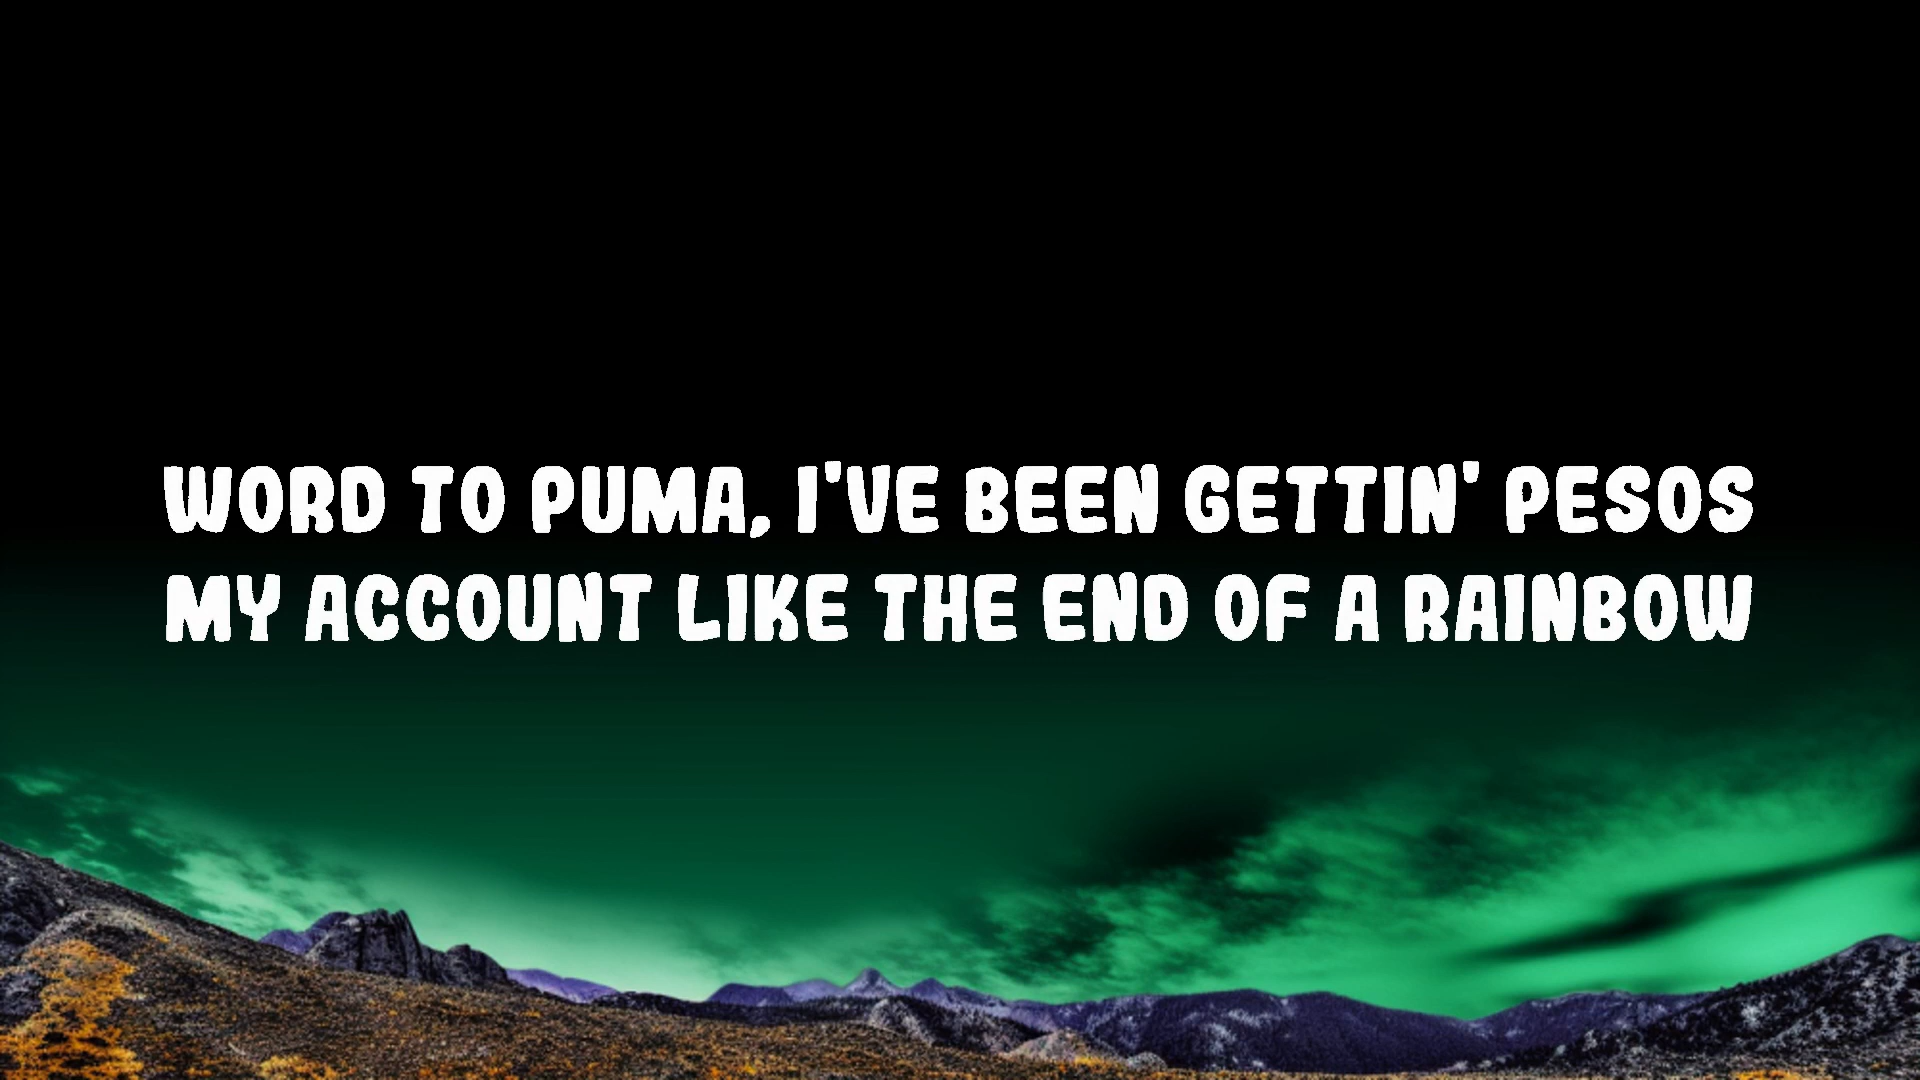 WORD TO PUMA, I'VE BEEN GETTIN' PESOS
MY ACCOUNT LIKE THE END OF A RAINBOW